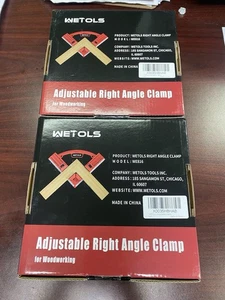 WETOLS
PRODUCT: WETOLS RIGHT ANGLE CLAMP
MODEL: WE016
COMPANY: WETOLS TOOLS INC.
ADDRESS: 185 SANGAMON ST, CHICAGO,
IL 60607
WEBSITE: WWW.WETOLS.COM
MADE IN CHINA
Adjustable Right Angle Clamp
for Woodworking
WETOLS
PRODUCT: WETOLS RIGHT ANGLE CLAMP
MODEL: WE016
COMPANY: WETOLS TOOLS INC.
ADDRESS: 185 SANGAMON ST, CHICAGO,
IL 60607
WEBSITE: WWW.WETOLS.COM
MADE IN CHINA
Adjustable Right Angle Clamp
for Woodworking